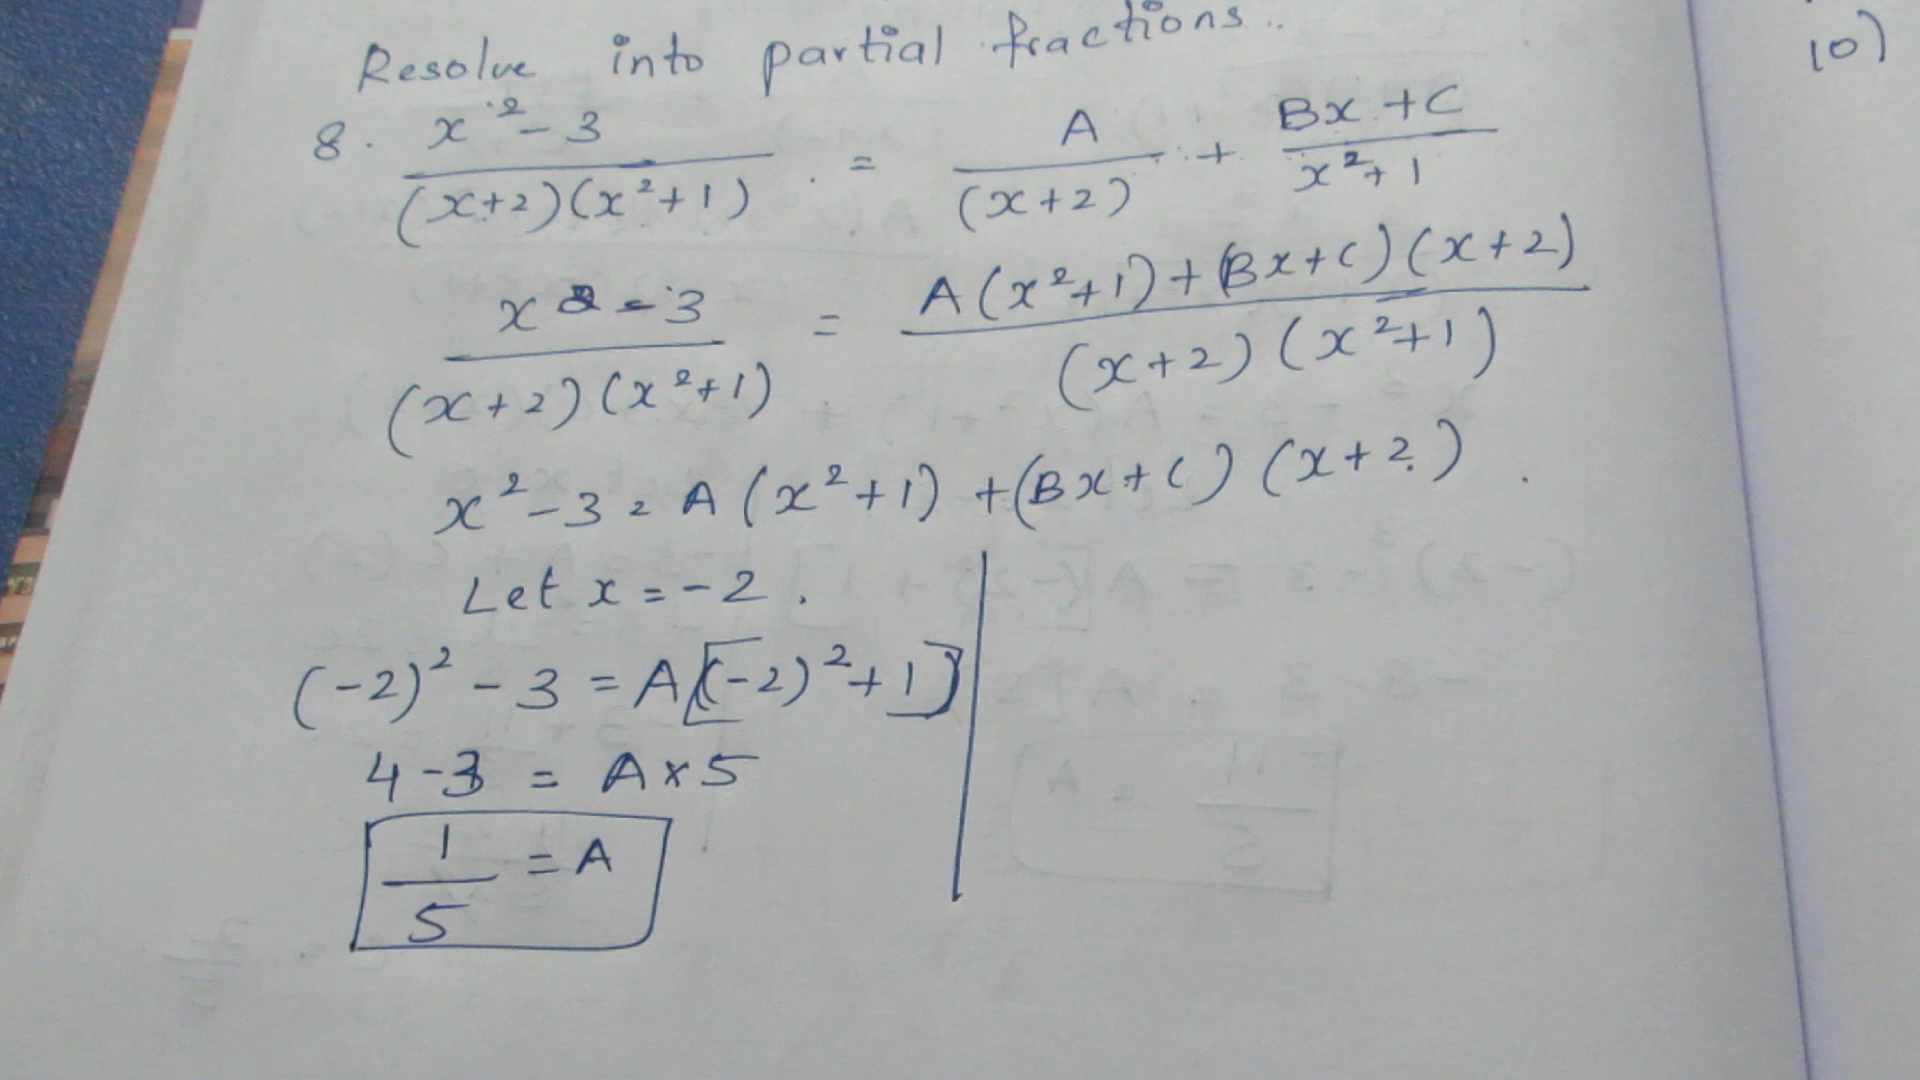 Resolve into partial fractions..
10)
8. x²-3 / (x+2)(x²+1) = A / (x+2) + Bx+C / x²+1
x²-3 / (x+2)(x²+1) = A(x²+1)+(Bx+C)(x+2) / (x+2)(x²+1)
x²-3 = A(x²+1)+(Bx+C)(x+2).
Let x=-2.
(-2)²-3 = A[(-2)²+1]
4-3 = A×5
1/5 = A